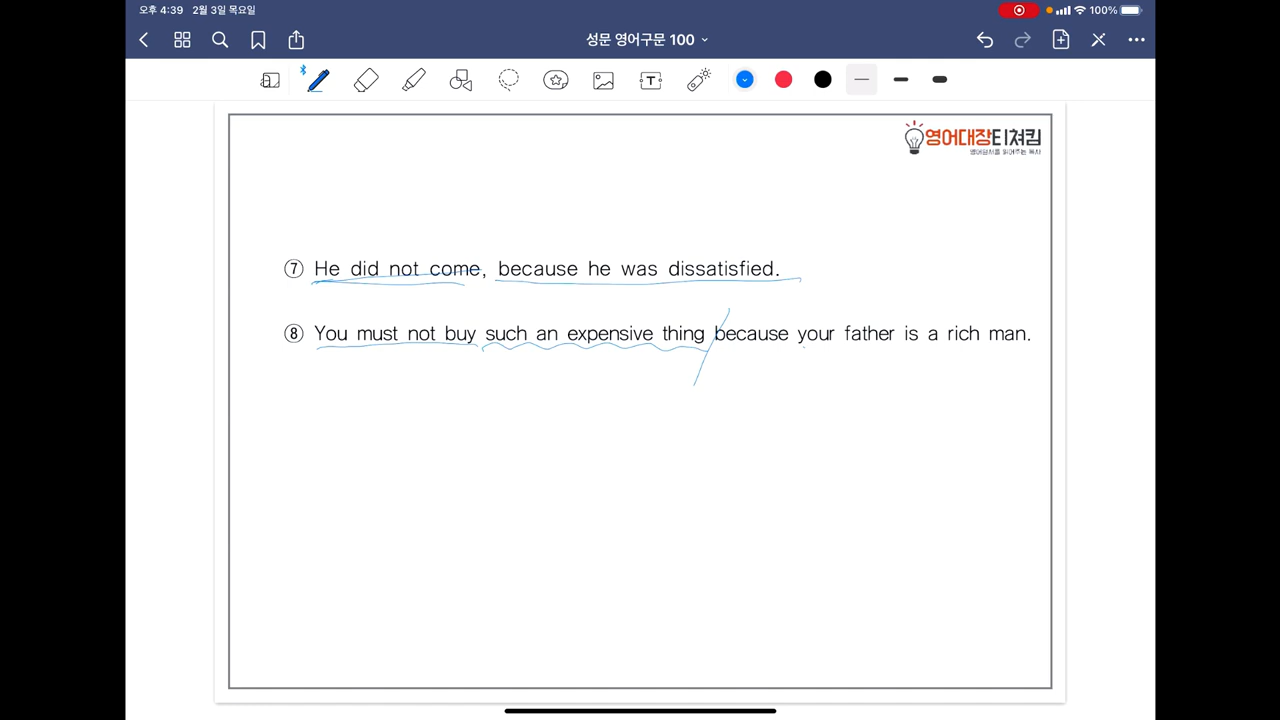 오후 4:39 2월 3일 목요일
100%
성문 영어구문 100
T
영어대장티쳐킴
⑦ He did not come, because he was dissatisfied.
⑧ You must not buy such an expensive thing because your father is a rich man.